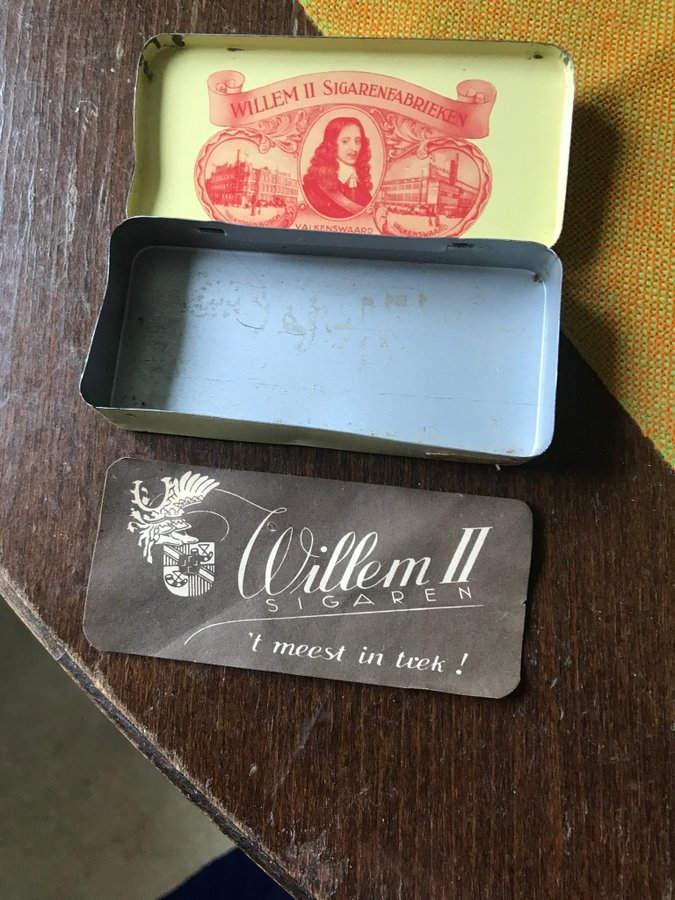 WILLEM II SIGARENFABRIEKEN
VALKENSWAARD
VALKENSWAARD
Willem II
SIGAREN
't meest in trek!